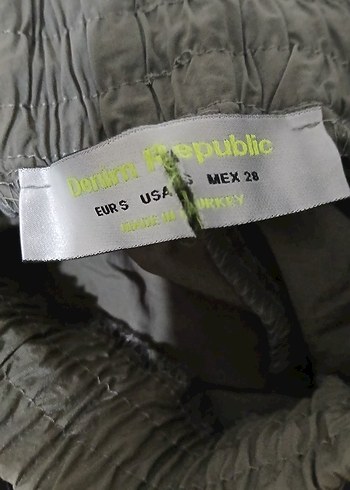 Denim Republic
EUR S USA S MEX 28
MADE IN TURKEY